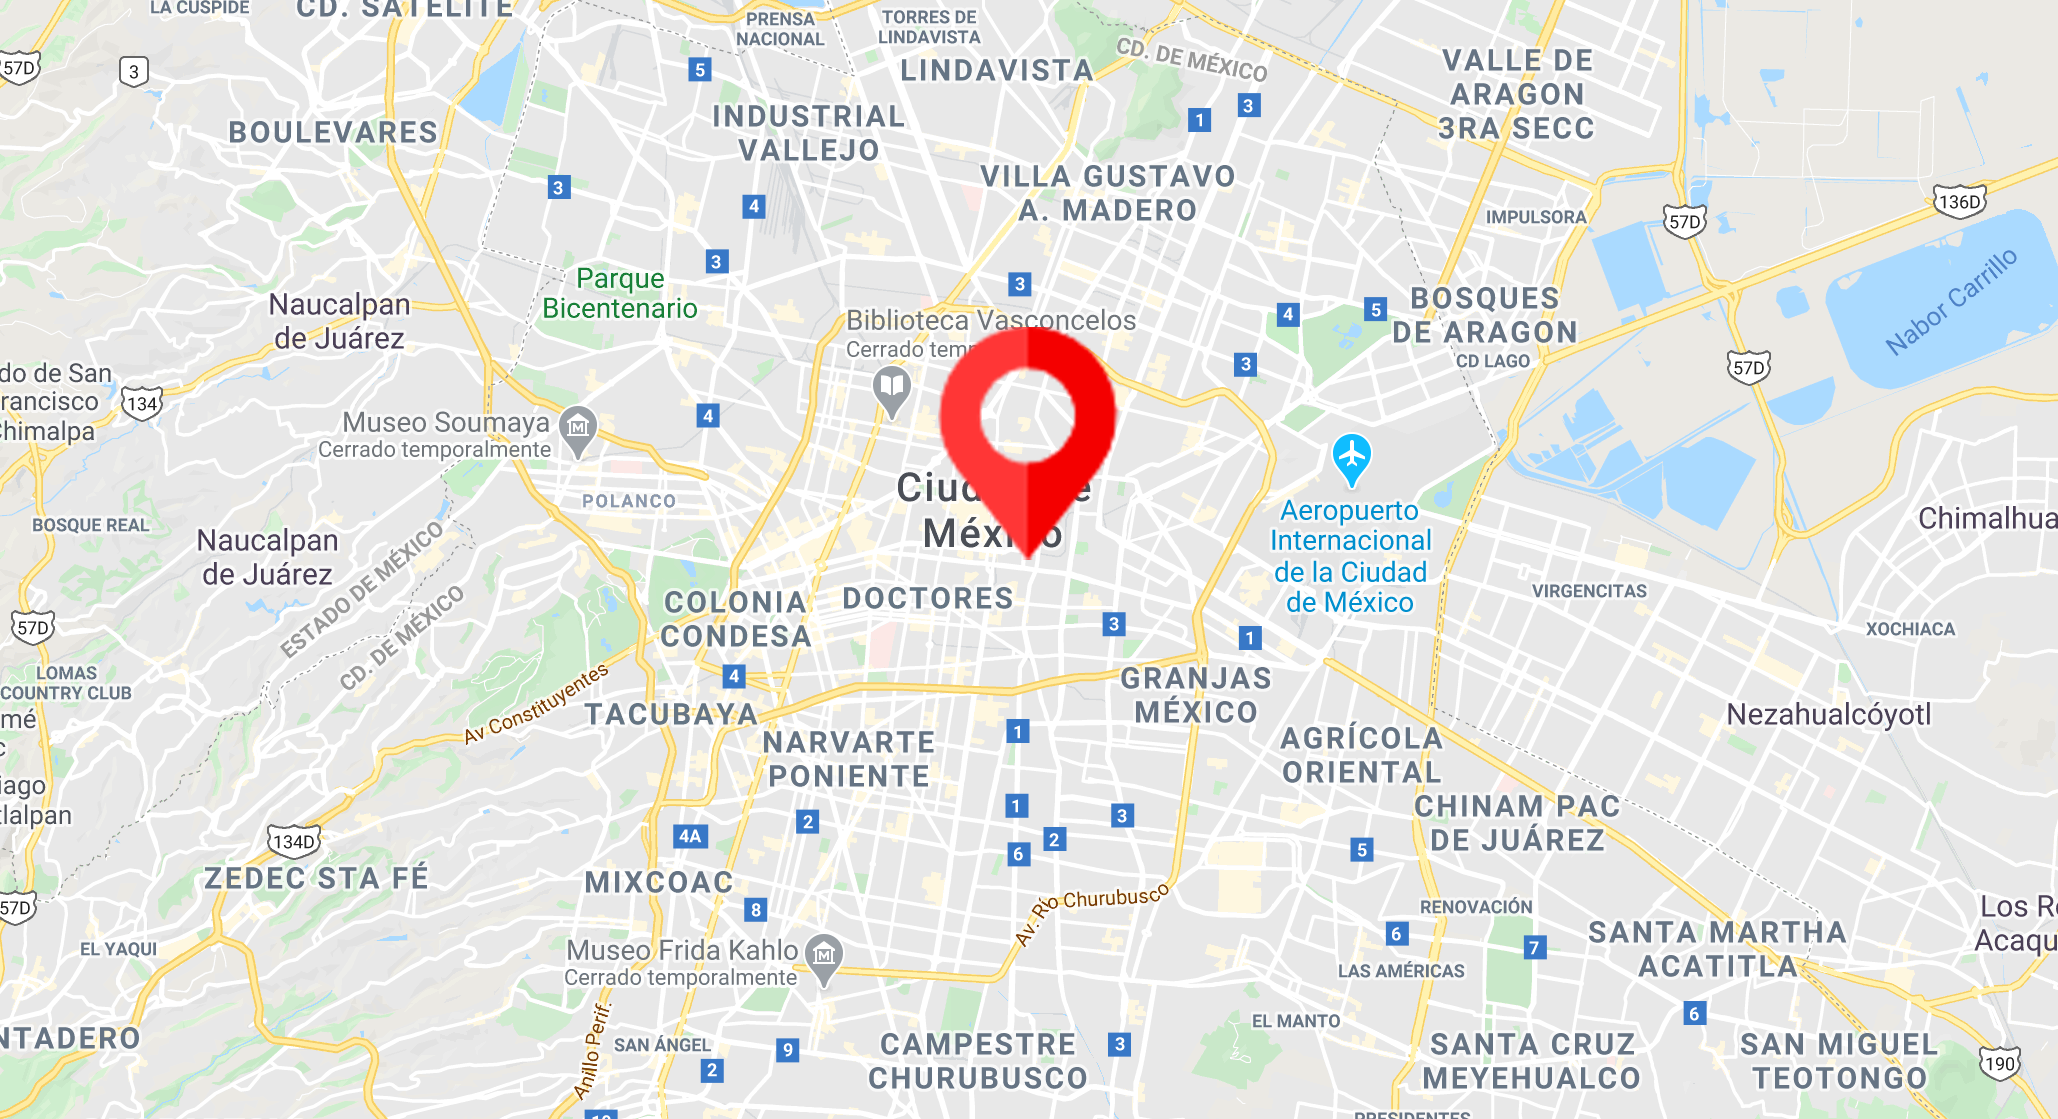 LA CUSPIDE
CD. SATÉLITE
PRENSA
NACIONAL
TORRES DE
LINDAVISTA
57D
3
5
LINDAVISTA
CD. DE MÉXICO
VALLE DE
ARAGON
3RA SECC
BOULEVARES
INDUSTRIAL
VALLEJO
1
3
3
4
VILLA GUSTAVO
A. MADERO
IMPULSORA
57D
136D
3
Parque
Bicentenario
3
Naucalpan
de Juárez
Biblioteca Vasconcelos
Cerrado temp
4
5
BOSQUES
DE ARAGON
CD LAGO
Nabor Carrillo
3
57D
do de San
rancisco
Chimalpa
134
Museo Soumaya
Cerrado temporalmente
4
POLANCO
Ciud e
Méx o
Aeropuerto
Internacional
de la Ciudad
de México
BOSQUE REAL
Naucalpan
de Juárez
ESTADO DE MÉXICO
CD. DE MÉXICO
Chimalhua
57D
COLONIA
CONDESA
DOCTORES
3
1
VIRGENCITAS
XOCHIACA
LOMAS
COUNTRY CLUB
mé
c
Av Constituyentes
4
TACUBAYA
GRANJAS
MÉXICO
Nezahualcóyotl
NARVARTE
PONIENTE
1
AGRÍCOLA
ORIENTAL
iago
tlalpan
134D
4A
2
1
2
3
6
5
CHINAM PAC
DE JUÁREZ
ZEDEC STA FÉ
MIXCOAC
57D
8
Av. Río Churubusco
RENOVACIÓN
Los Re
Acaqu
EL YAQUI
Museo Frida Kahlo
Cerrado temporalmente
6
7
LAS AMÉRICAS
SANTA MARTHA
ACATITLA
6
NTADERO
Anillo Perif.
SAN ÁNGEL
2
9
CAMPESTRE
CHURUBUSCO
3
EL MANTO
SANTA CRUZ
MEYEHUALCO
SAN MIGUEL
TEOTONGO
190
PRESIDENTES